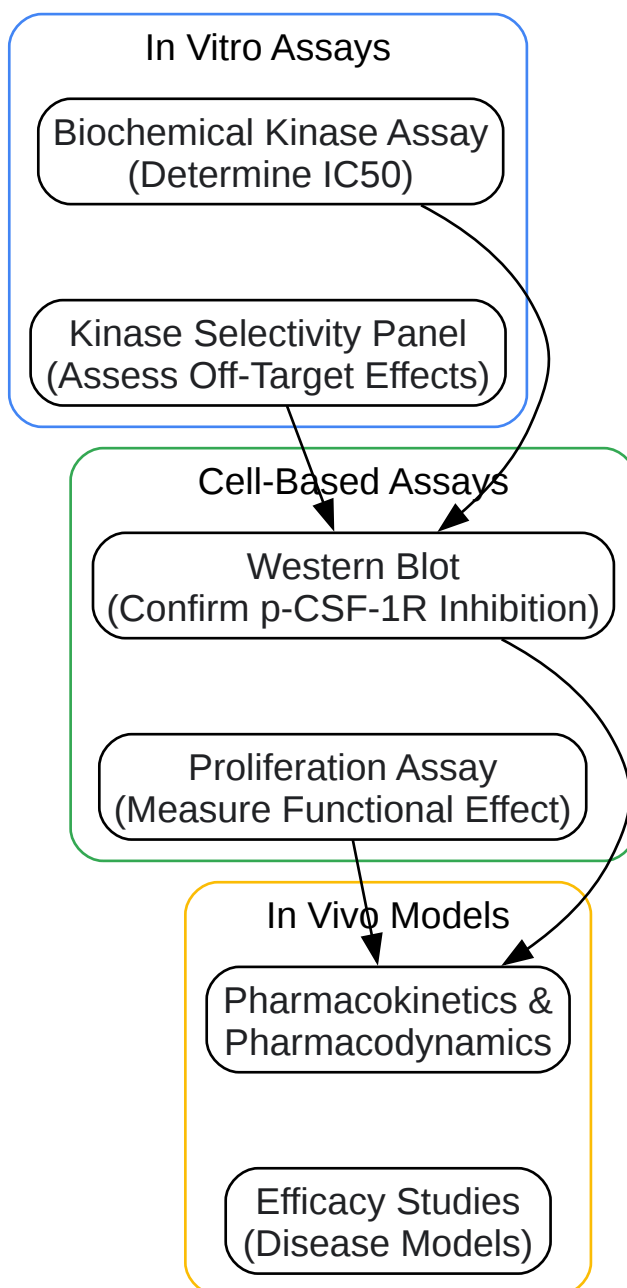 In Vitro Assays
Biochemical Kinase Assay
(Determine IC50)
Kinase Selectivity Panel
(Assess Off-Target Effects)
Cell-Based Assays
Western Blot
(Confirm p-CSF-1R Inhibition)
Proliferation Assay
(Measure Functional Effect)
In Vivo Models
Pharmacokinetics &
Pharmacodynamics
Efficacy Studies
(Disease Models)